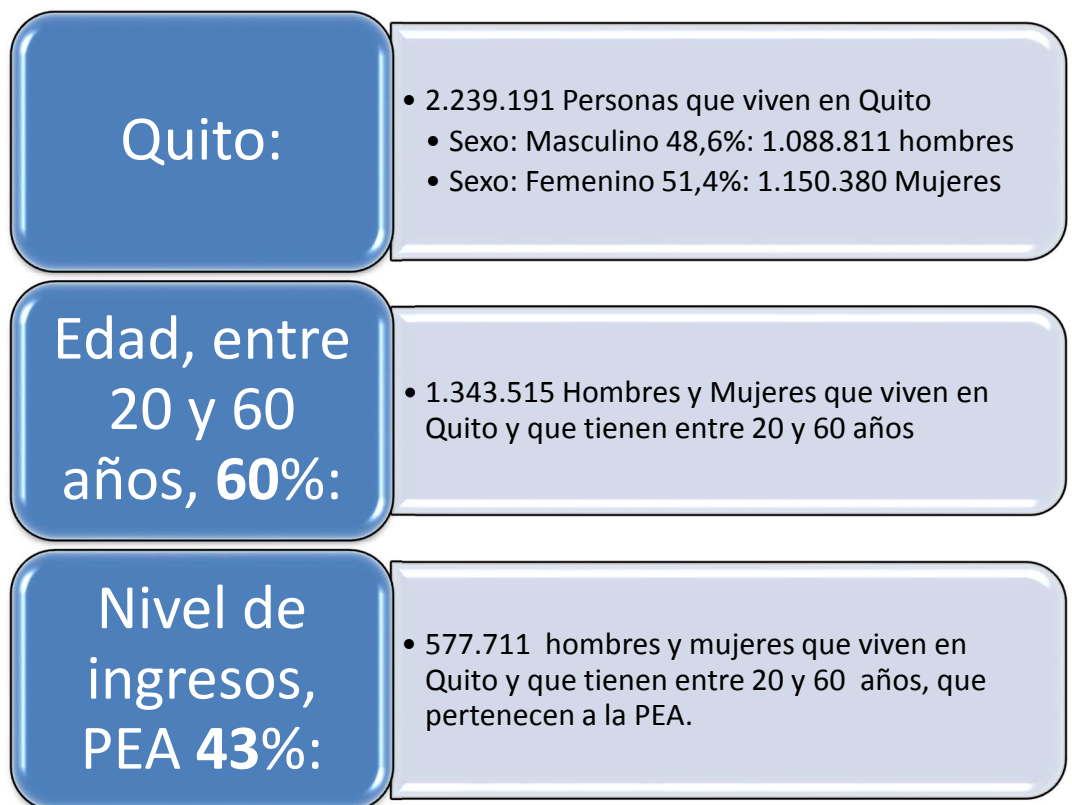 Quito:
• 2.239.191 Personas que viven en Quito
• Sexo: Masculino 48,6%: 1.088.811 hombres
• Sexo: Femenino 51,4%: 1.150.380 Mujeres
Edad, entre
20 y 60
años, 60%:
• 1.343.515 Hombres y Mujeres que viven en
Quito y que tienen entre 20 y 60 años
Nivel de
ingresos,
PEA 43%:
• 577.711 hombres y mujeres que viven en
Quito y que tienen entre 20 y 60 años, que
pertenecen a la PEA.